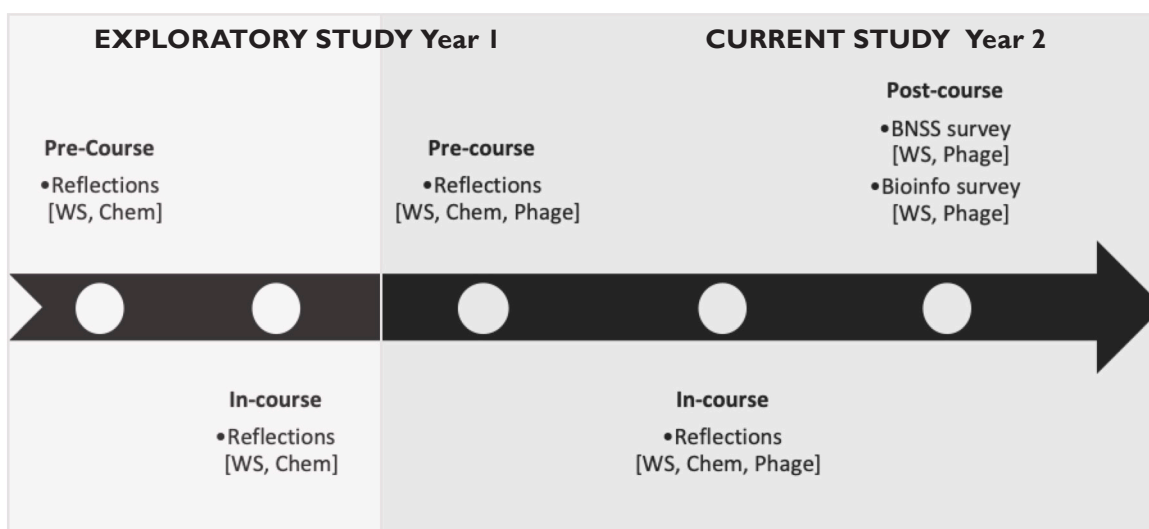 EXPLORATORY STUDY Year 1
CURRENT STUDY Year 2
Pre-Course
•Reflections
[WS, Chem]
In-course
•Reflections
[WS, Chem]
Pre-course
•Reflections
[WS, Chem, Phage]
In-course
•Reflections
[WS, Chem, Phage]
Post-course
•BNSS survey
[WS, Phage]
•Bioinfo survey
[WS, Phage]